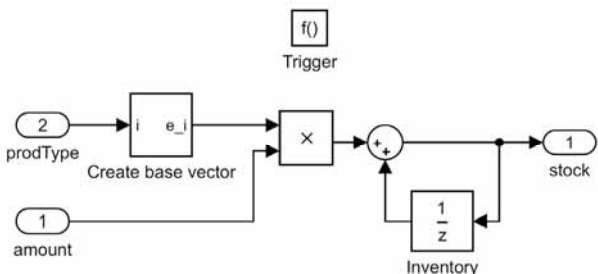 f()
Trigger
2
prodType
i e_i
Create base vector
×
1
amount
+
+
1
stock
1
z
Inventory